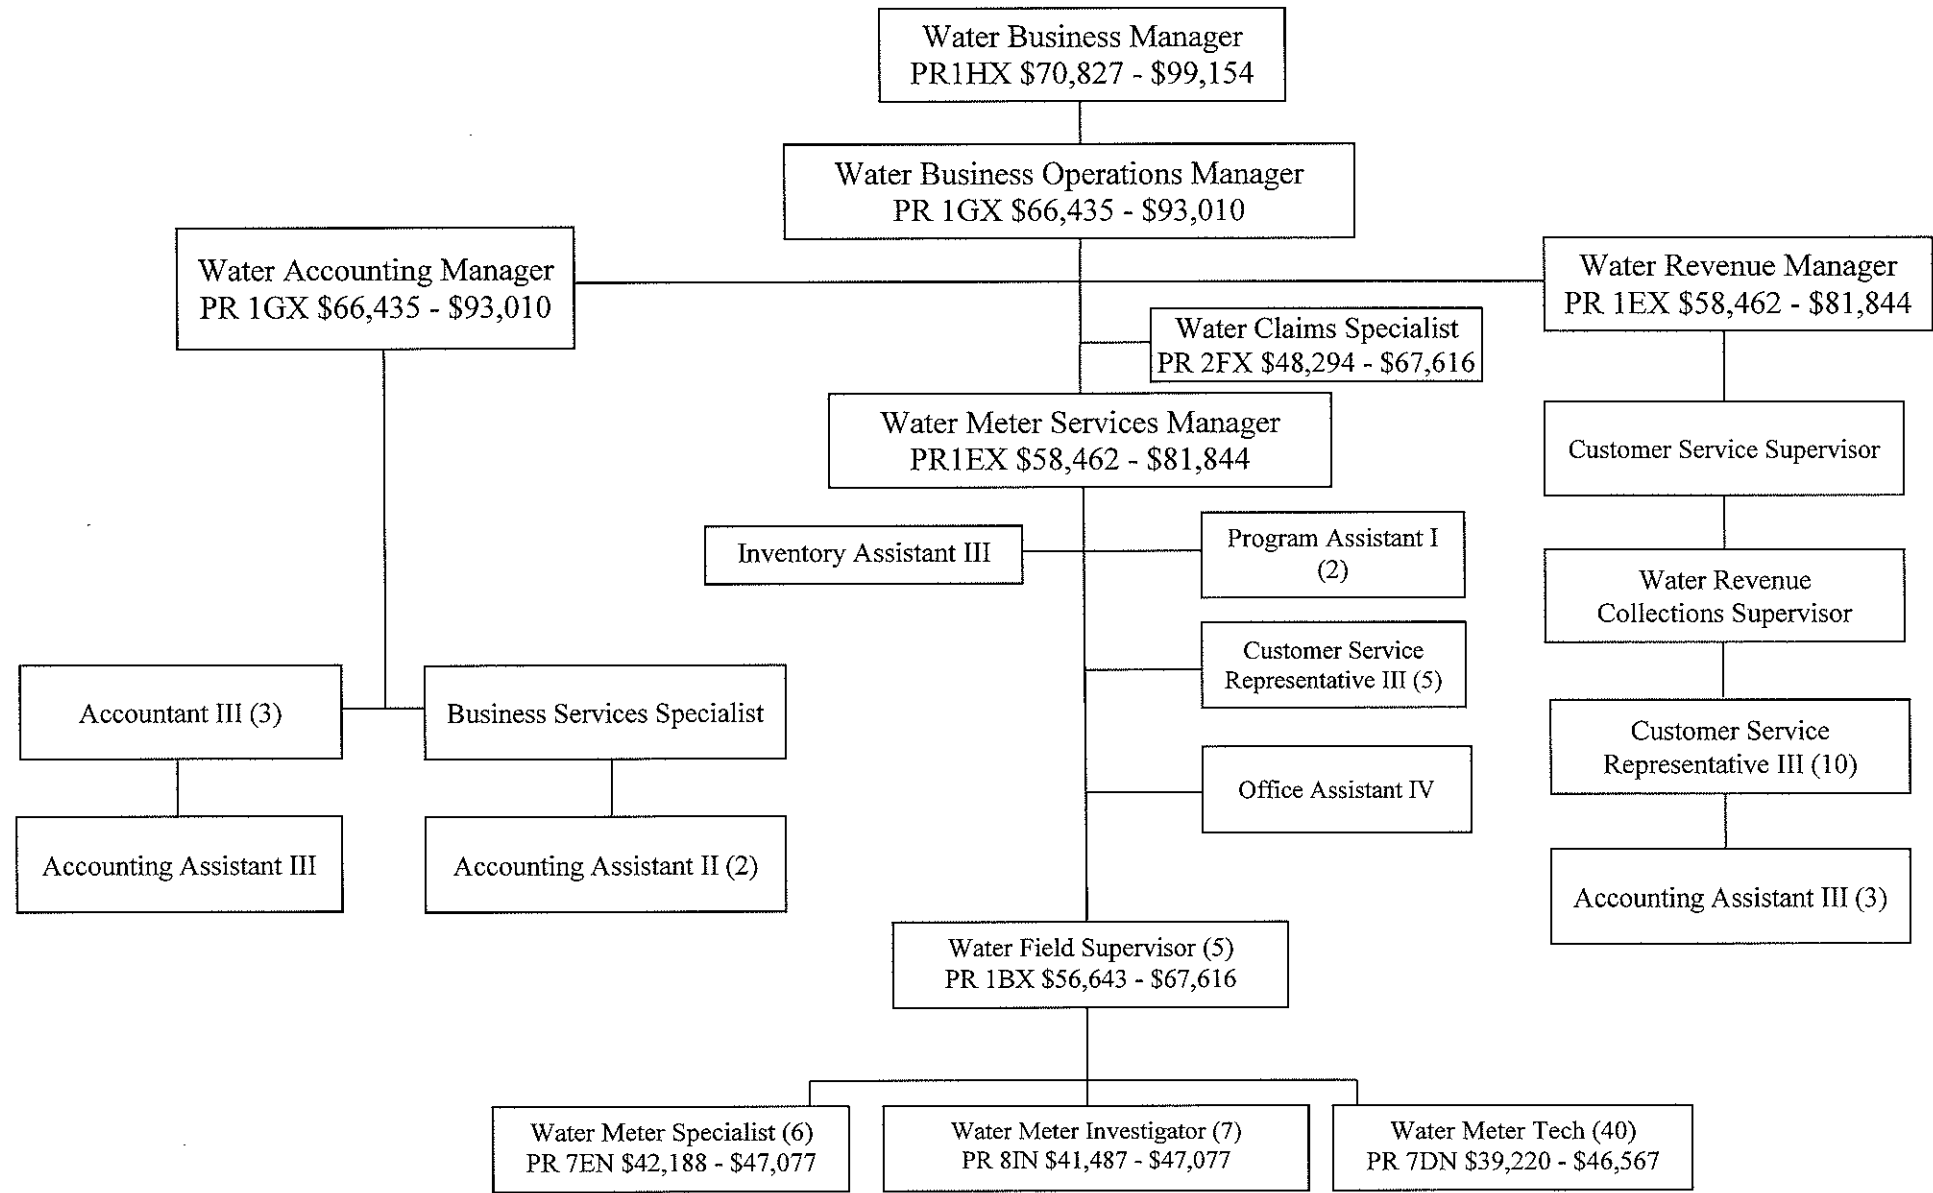 Water Business Manager
PR1HX $70,827 - $99,154
Water Business Operations Manager
PR 1GX $66,435 - $93,010
Water Accounting Manager
PR 1GX $66,435 - $93,010
Water Revenue Manager
PR 1EX $58,462 - $81,844
Water Claims Specialist
PR 2FX $48,294 - $67,616
Water Meter Services Manager
PR1EX $58,462 - $81,844
Customer Service Supervisor
Inventory Assistant III
Program Assistant I
(2)
Water Revenue
Collections Supervisor
Customer Service
Representative III (5)
Accountant III (3)
Business Services Specialist
Customer Service
Representative III (10)
Office Assistant IV
Accounting Assistant III
Accounting Assistant II (2)
Accounting Assistant III (3)
Water Field Supervisor (5)
PR 1BX $56,643 - $67,616
Water Meter Specialist (6)
PR 7EN $42,188 - $47,077
Water Meter Investigator (7)
PR 8IN $41,487 - $47,077
Water Meter Tech (40)
PR 7DN $39,220 - $46,567